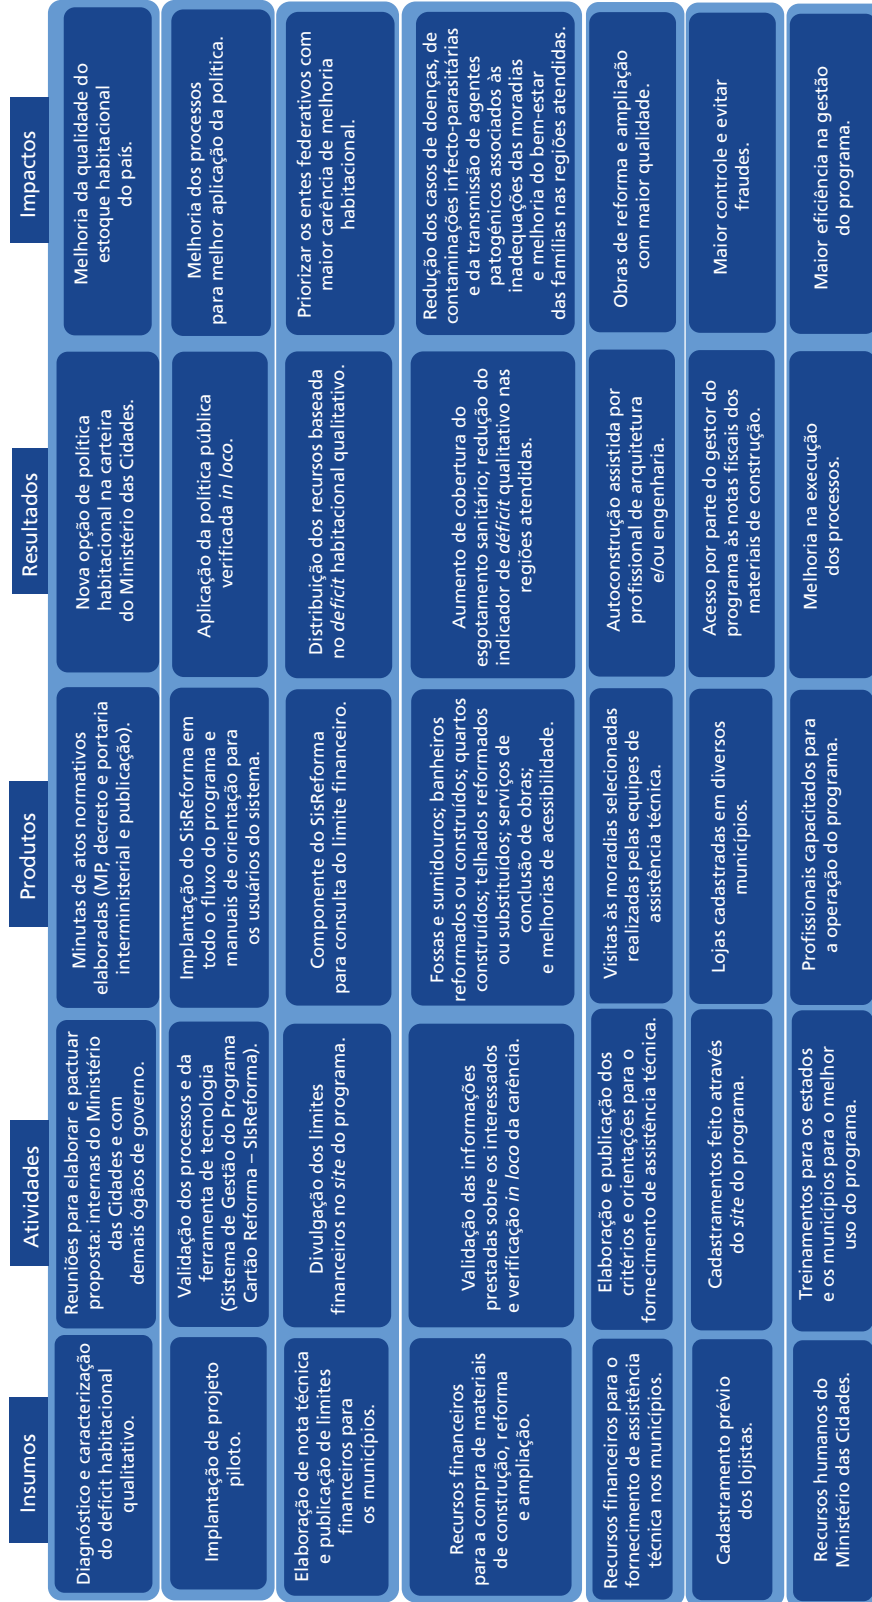 Insumos
Atividades
Produtos
Resultados
Impactos
Diagnóstico e caracterização
do deficit habitacional
qualitativo.
Reuniões para elaborar e pactuar
proposta: internas do Ministério
das Cidades e com
demais ógãos de governo.
Minutas de atos normativos
elaboradas (MP, decreto e portaria
interministerial e publicação).
Nova opção de política
habitacional na carteira
do Ministério das Cidades.
Melhoria da qualidade do
estoque habitacional
do país.
Implantação de projeto
piloto.
Validação dos processos e da
ferramenta de tecnologia
(Sistema de Gestão do Programa
Cartão Reforma – SIsReforma).
Implantação do SisReforma em
todo o fluxo do programa e
manuais de orientação para
os usuários do sistema.
Aplicação da política pública
verificada in loco.
Melhoria dos processos
para melhor aplicação da política.
Elaboração de nota técnica
e publicação de limites
financeiros para
os municípios.
Divulgação dos limites
financeiros no site do programa.
Componente do SisReforma
para consulta do limite financeiro.
Distribuição dos recursos baseada
no deficit habitacional qualitativo.
Priorizar os entes federativos com
maior carência de melhoria
habitacional.
Recursos financeiros
para a compra de materiais
de construção, reforma
e ampliação.
Validação das informações
prestadas sobre os interessados
e verificação in loco da carência.
Fossas e sumidouros; banheiros
reformados ou construídos; quartos
construídos; telhados reformados
ou substituídos; serviços de
conclusão de obras;
e melhorias de acessibilidade.
Aumento de cobertura do
esgotamento sanitário; redução do
indicador de déficit qualitativo nas
regiões atendidas.
Redução dos casos de doenças, de
contaminações infecto-parasitárias
e da transmissão de agentes
patogénicos associados às
inadequações das moradias
e melhoria do bem-estar
das famílias nas regiões atendidas.
Recursos financeiros para o
fornecimento de assistência
técnica nos municípios.
Elaboração e publicação dos
critérios e orientações para o
fornecimento de assistência técnica.
Visitas às moradias selecionadas
realizadas pelas equipes de
assistência técnica.
Autoconstrução assistida por
profissional de arquitetura
e/ou engenharia.
Obras de reforma e ampliação
com maior qualidade.
Cadastramento prévio
dos lojistas.
Cadastramentos feito através
do site do programa.
Lojas cadastradas em diversos
municípios.
Acesso por parte do gestor do
programa às notas fiscais dos
materiais de construção.
Maior controle e evitar
fraudes.
Recursos humanos do
Ministério das Cidades.
Treinamentos para os estados
e os municípios para o melhor
uso do programa.
Profissionais capacitados para
a operação do programa.
Melhoria na execução
dos processos.
Maior eficiência na gestão
do programa.